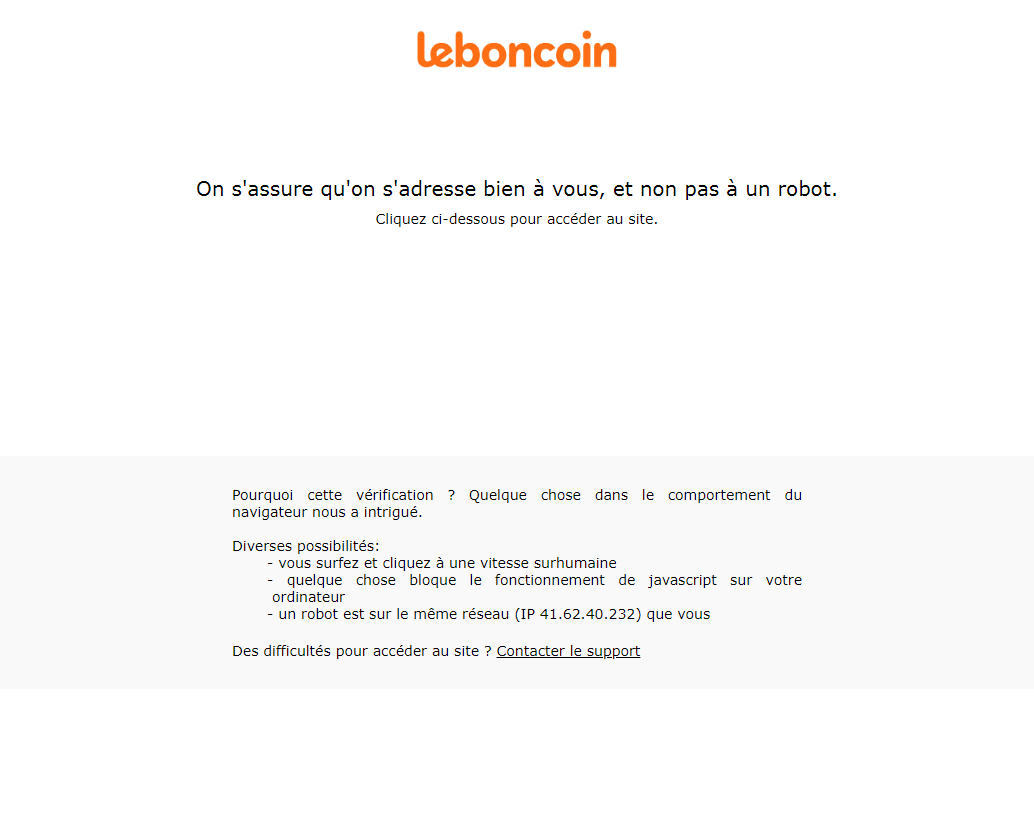 leboncoin
On s'assure qu'on s'adresse bien à vous, et non pas à un robot.
Cliquez ci-dessous pour accéder au site.
Pourquoi cette vérification ? Quelque chose dans le comportement du
navigateur nous a intrigué.
Diverses possibilités:
- vous surfez et cliquez à une vitesse surhumaine
- quelque chose bloque le fonctionnement de javascript sur votre
ordinateur
- un robot est sur le même réseau (IP 41.62.40.232) que vous
Des difficultés pour accéder au site ? Contacter le support